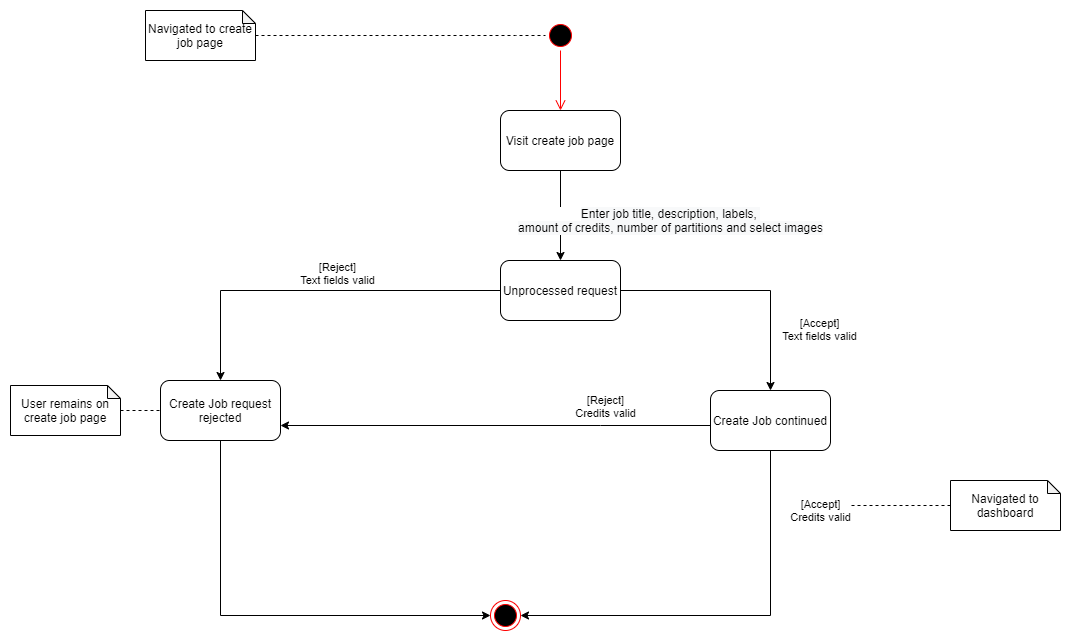 Navigated to create
job page
Visit create job page
Enter job title, description, labels,
amount of credits, number of partitions and select images
[Reject]
Text fields valid
Unprocessed request
[Accept]
Text fields valid
User remains on
create job page
Create Job request
rejected
[Reject]
Credits valid
Create Job continued
[Accept]
Credits valid
Navigated to
dashboard